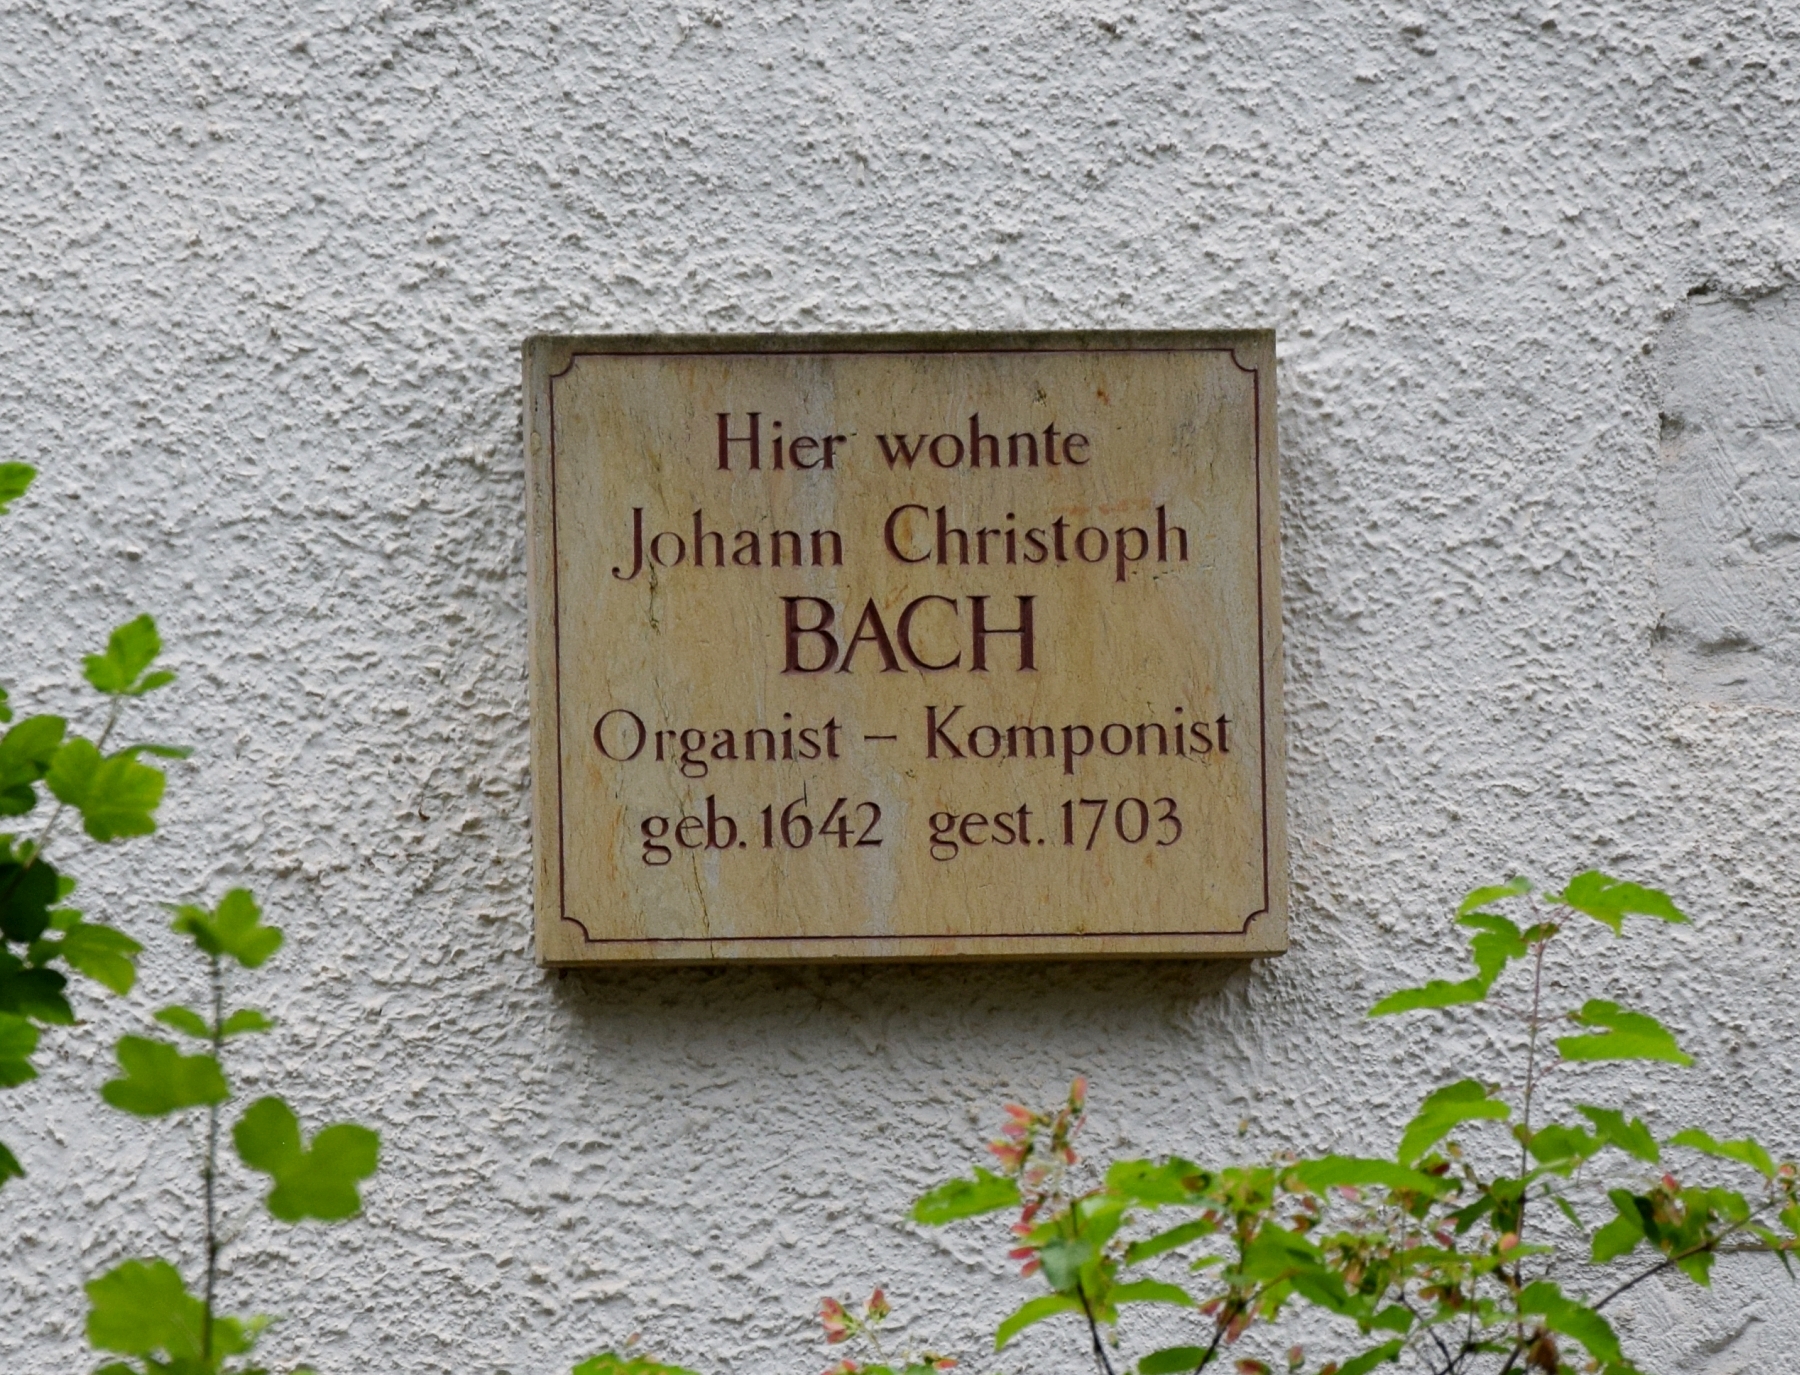 Hier wohnte
Johann Christoph
BACH
Organist – Komponist
geb. 1642 gest. 1703